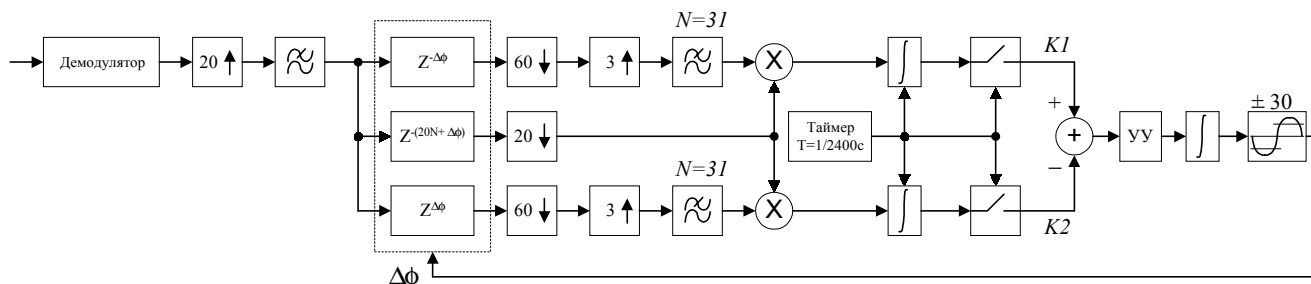 N=31
Демодулятор
20
Z-Δϕ
60
3
X
K1
Z-(20N+ Δϕ)
20
Таймер
T=1/2400c
+
+
УУ
± 30
−
N=31
ZΔϕ
60
3
X
K2
Δϕ